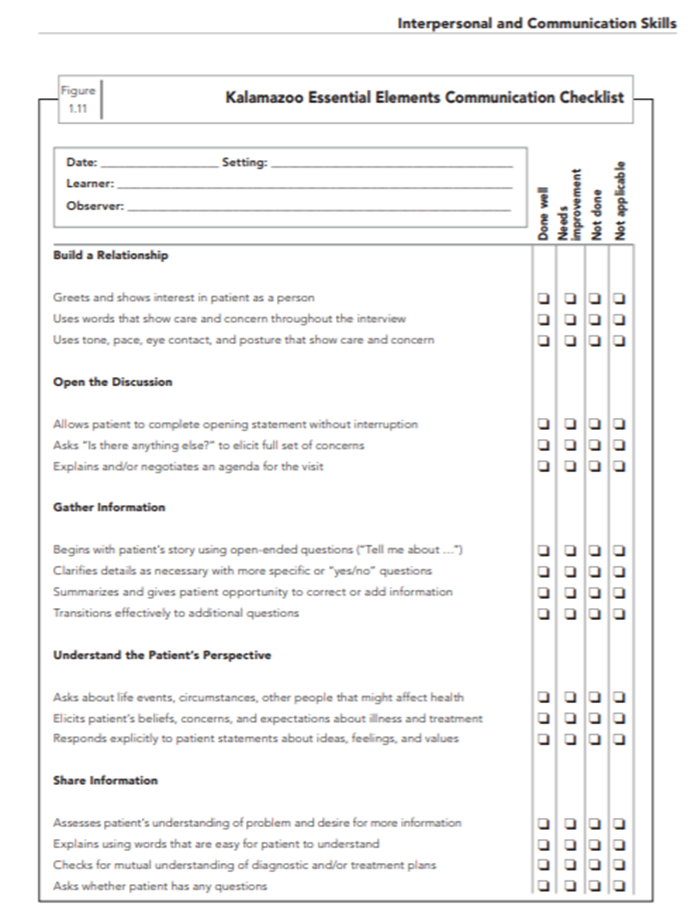 Interpersonal and Communication Skills
Figure
1.11
Kalamazoo Essential Elements Communication Checklist
Date: Setting:
Learner:
Observer:
Done well
Needs
improvement
Not done
Not applicable
Build a Relationship
Greets and shows interest in patient as a person
Uses words that show care and concern throughout the interview
Uses tone, pace, eye contact, and posture that show care and concern
Open the Discussion
Allows patient to complete opening statement without interruption
Asks "Is there anything else?" to elicit full set of concerns
Explains and/or negotiates an agenda for the visit
Gather Information
Begins with patient's story using open-ended questions ("Tell me about ...")
Clarifies details as necessary with more specific or "yes/no" questions
Summarizes and gives patient opportunity to correct or add information
Transitions effectively to additional questions
Understand the Patient's Perspective
Asks about life events, circumstances, other people that might affect health
Elicits patient's beliefs, concerns, and expectations about illness and treatment
Responds explicitly to patient statements about ideas, feelings, and values
Share Information
Assesses patient's understanding of problem and desire for more information
Explains using words that are easy for patient to understand
Checks for mutual understanding of diagnostic and/or treatment plans
Asks whether patient has any questions